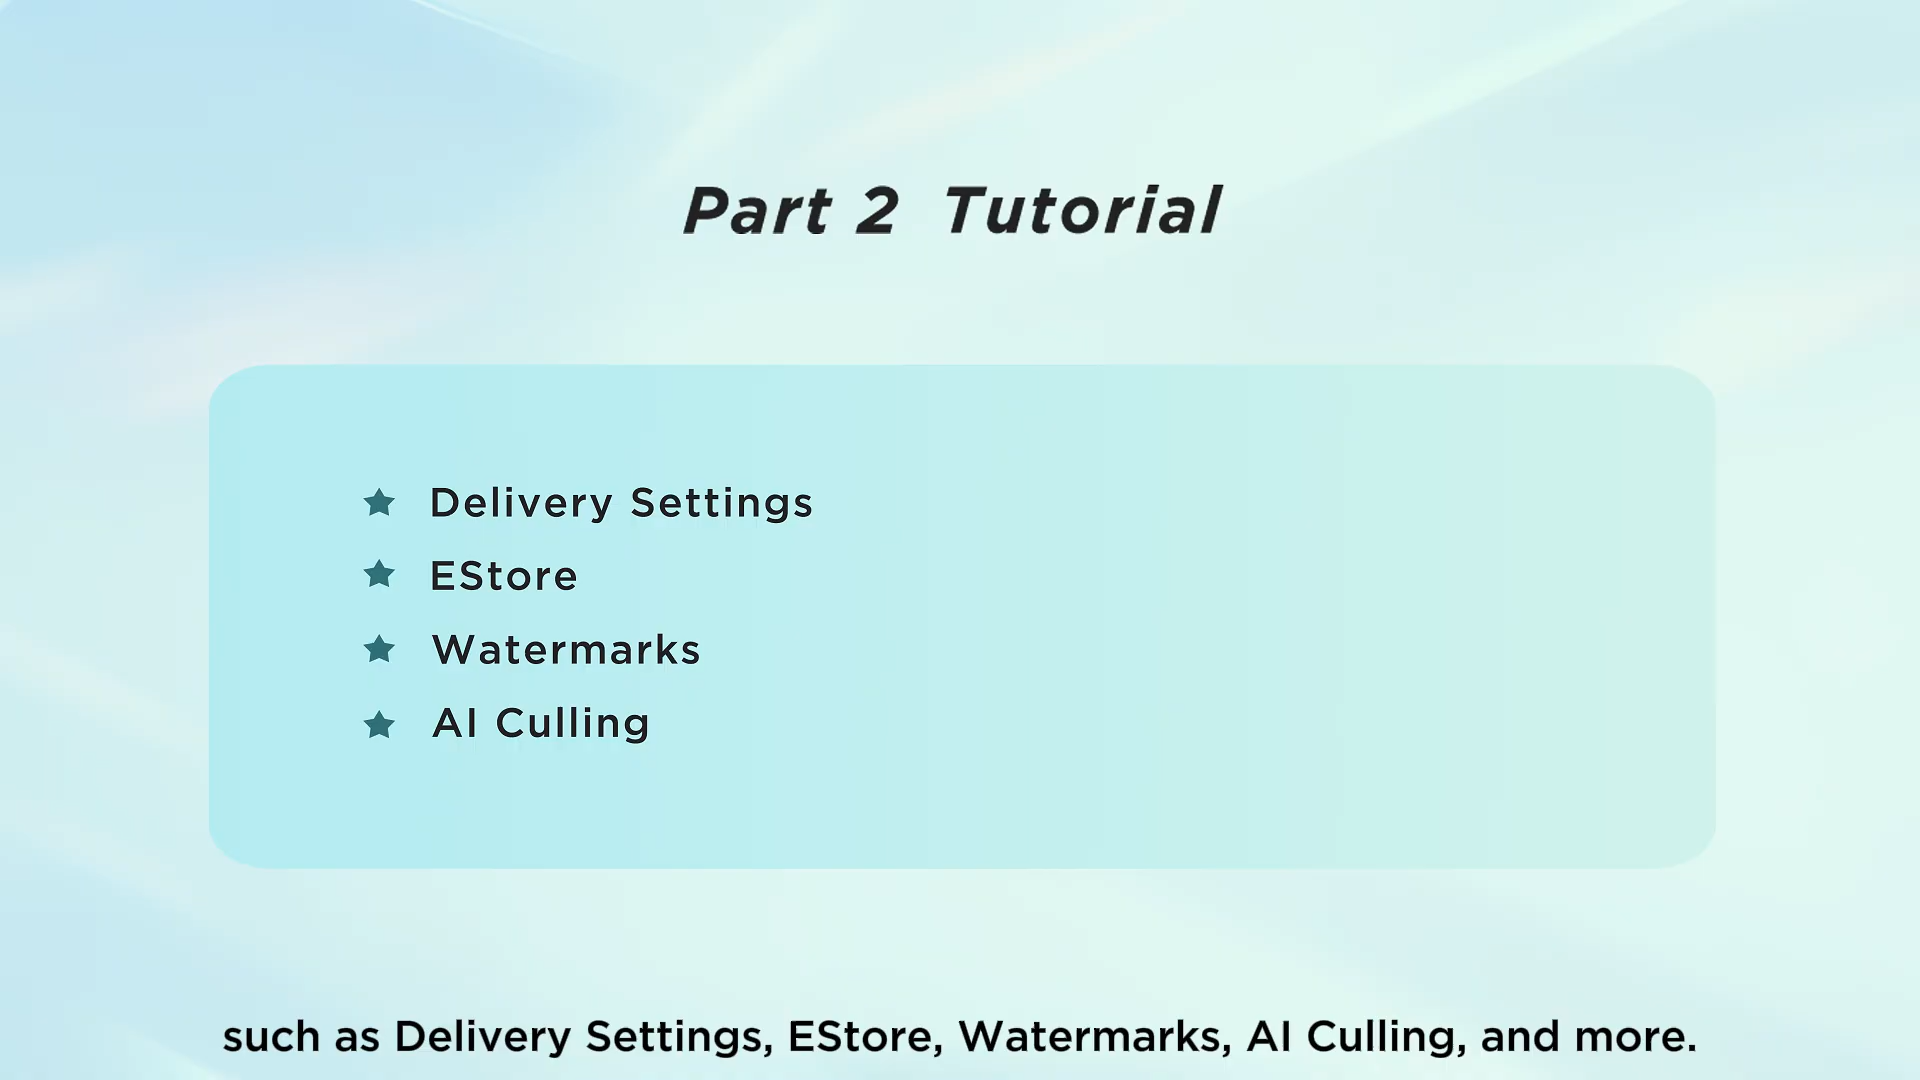 Part 2 Tutorial
Delivery Settings
EStore
Watermarks
AI Culling
such as Delivery Settings, EStore, Watermarks, AI Culling, and more.